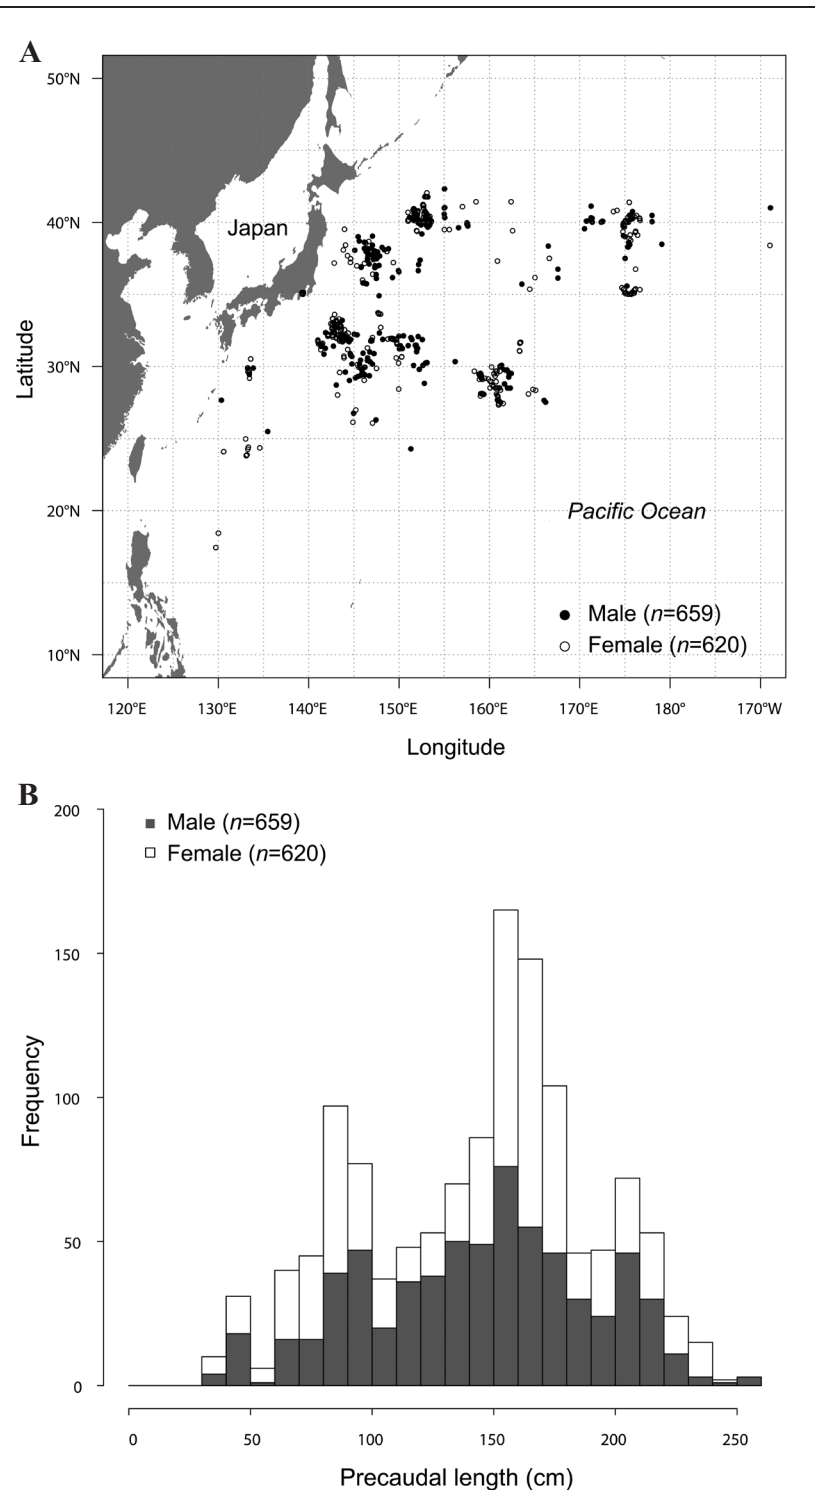 A
50°N
40°N
30°N
20°N
10°N
Latitude
Japan
Pacific Ocean
Male (n=659)
Female (n=620)
120°E 130°E 140°E 150°E 160°E 170°E 180° 170°W
Longitude
B
200
150
100
50
0
Frequency
Male (n=659)
Female (n=620)
0 50 100 150 200 250
Precaudal length (cm)